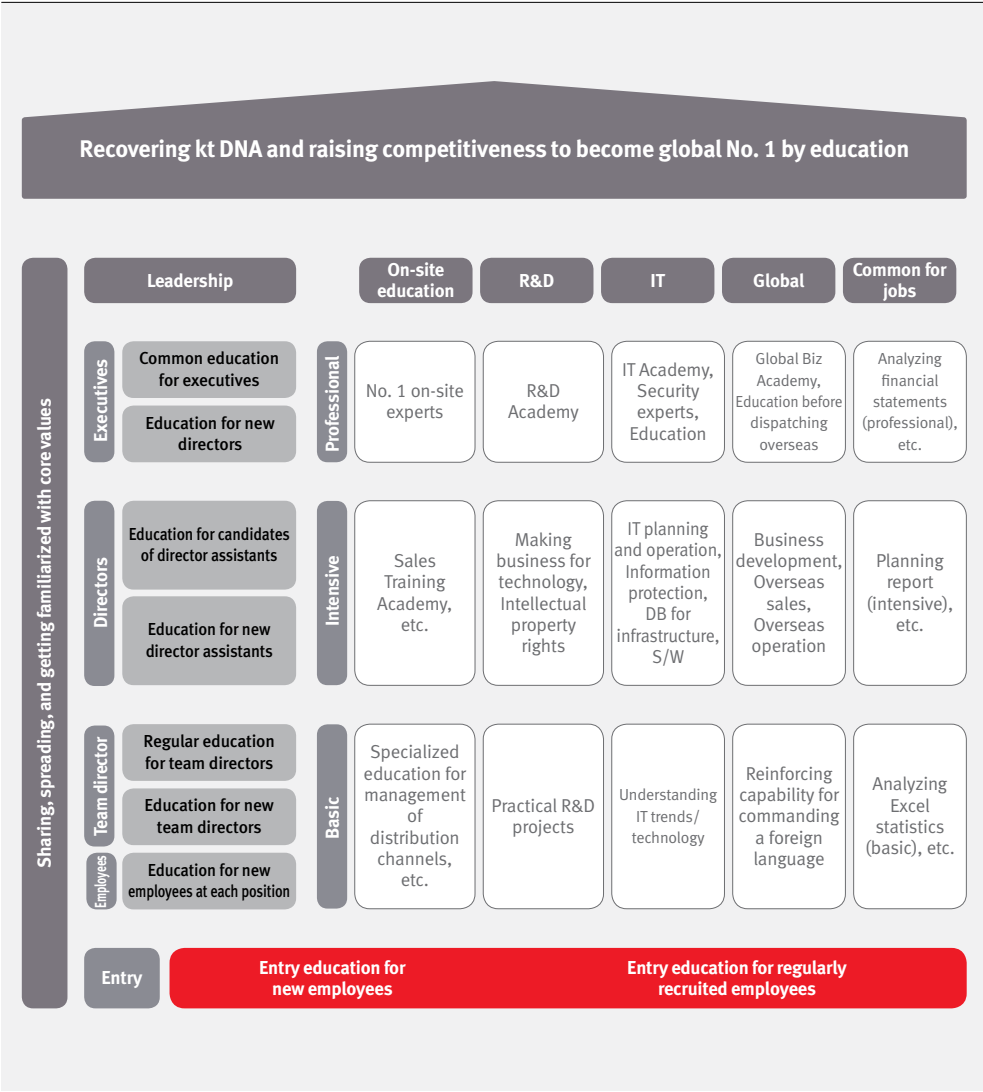 Recovering kt DNA and raising competitiveness to become global No. 1 by education
Sharing, spreading, and getting familiarized with core values
Leadership
On-site
education
R&D
IT
Global
Common for
jobs
Executives
Common education
for executives
Education for new
directors
Professional
No. 1 on-site
experts
R&D
Academy
IT Academy,
Security
experts,
Education
Global Biz
Academy,
Education before
dispatching
overseas
Analyzing
financial
statements
(professional),
etc.
Directors
Education for candidates
of director assistants
Education for new
director assistants
Intensive
Sales
Training
Academy,
etc.
Making
business for
technology,
Intellectual
property
rights
IT planning
and operation,
Information
protection,
DB for
infrastructure,
S/W
Business
development,
Overseas
sales,
Overseas
operation
Planning
report
(intensive),
etc.
Team director
Regular education
for team directors
Education for new
team directors
Employees
Education for new
employees at each position
Basic
Specialized
education for
management
of
distribution
channels,
etc.
Practical R&D
projects
Understanding
IT trends/
technology
Reinforcing
capability for
commanding
a foreign
language
Analyzing
Excel
statistics
(basic), etc.
Entry
Entry education for
new employees
Entry education for regularly
recruited employees